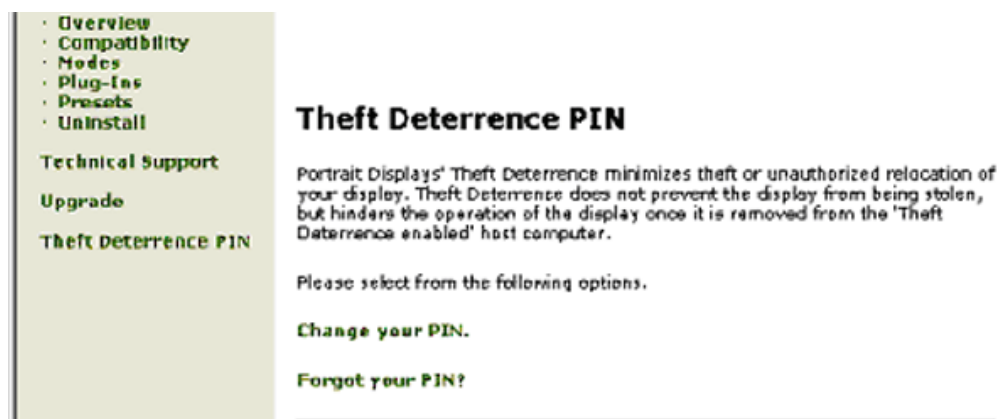 · Overview
· Compatibility
· Modes
· Plug-Ins
· Presets
· Uninstall
Technical Support
Upgrade
Theft Deterrence PIN
Theft Deterrence PIN
Portrait Displays' Theft Deterrence minimizes theft or unauthorized relocation of
your display. Theft Deterrence does not prevent the display from being stolen,
but hinders the operation of the display once it is removed from the 'Theft
Deterrence enabled' host computer.
Please select from the following options.
Change your PIN.
Forgot your PIN?